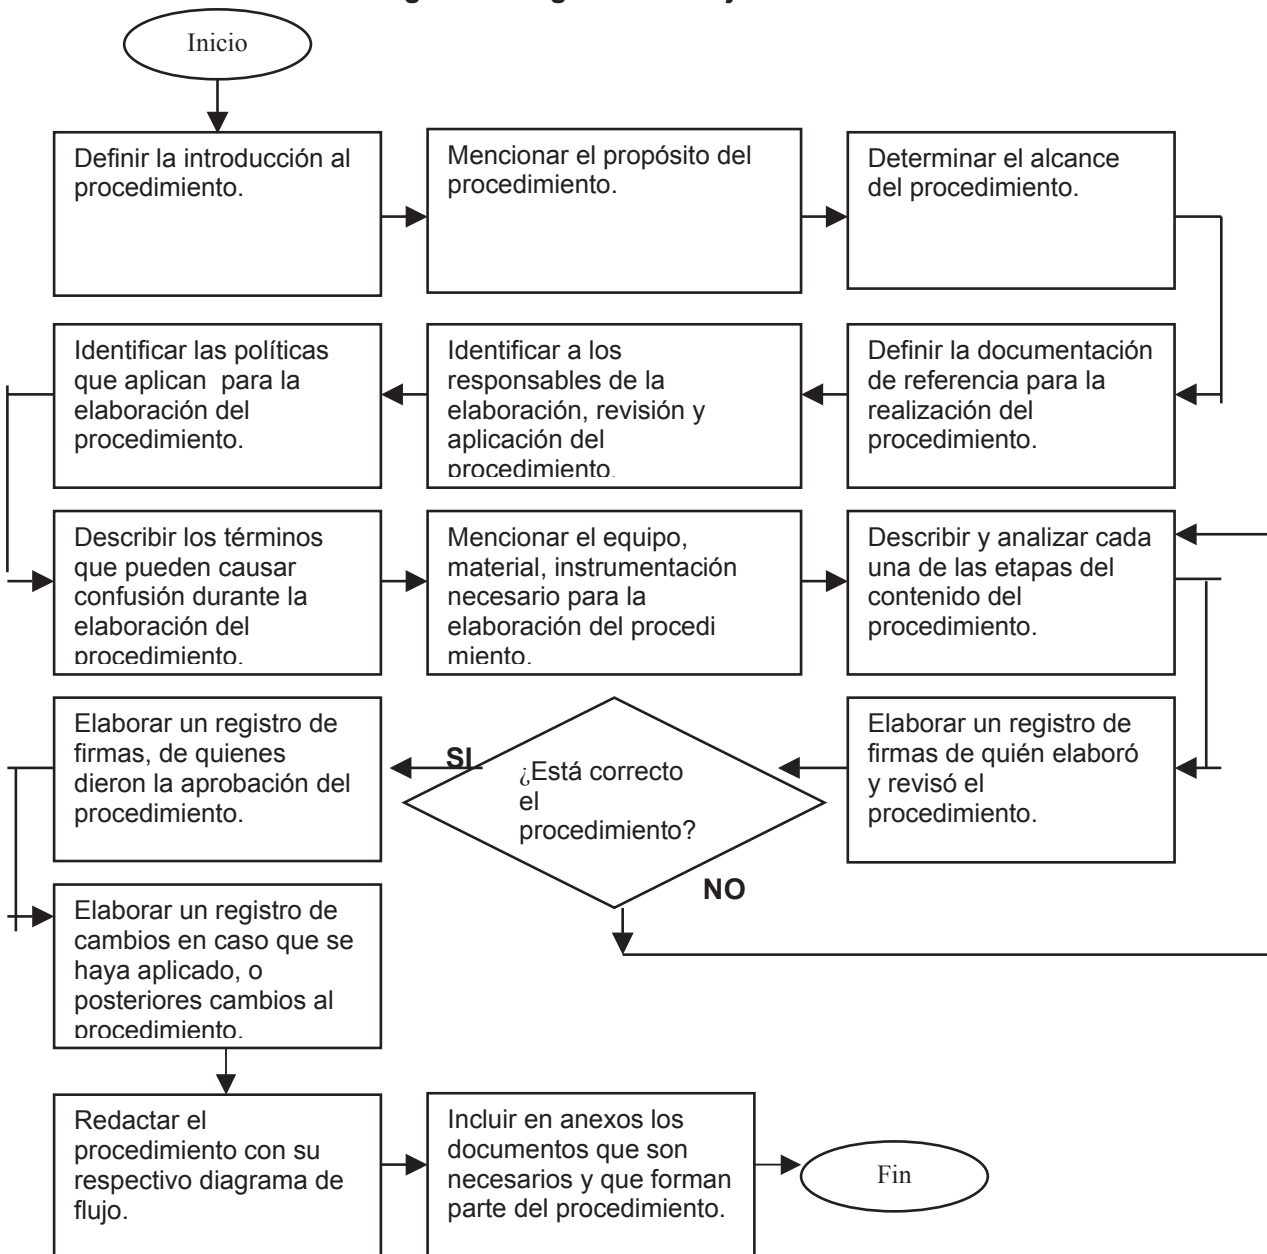 Inicio
Definir la introducción al
procedimiento.
Mencionar el propósito del
procedimiento.
Determinar el alcance
del procedimiento.
Definir la documentación
de referencia para la
realización del
procedimiento.
Identificar a los
responsables de la
elaboración, revisión y
aplicación del
procedimiento.
Identificar las políticas
que aplican para la
elaboración del
procedimiento.
Describir los términos
que pueden causar
confusión durante la
elaboración del
procedimiento.
Mencionar el equipo,
material, instrumentación
necesario para la
elaboración del procedi
miento.
Describir y analizar cada
una de las etapas del
contenido del
procedimiento.
Elaborar un registro de
firmas de quién elaboró
y revisó el
procedimiento.
¿Está correcto
el
procedimiento?
SI
NO
Elaborar un registro de
firmas, de quienes
dieron la aprobación del
procedimiento.
Elaborar un registro de
cambios en caso que se
haya aplicado, o
posteriores cambios al
procedimiento.
Redactar el
procedimiento con su
respectivo diagrama de
flujo.
Incluir en anexos los
documentos que son
necesarios y que forman
parte del procedimiento.
Fin